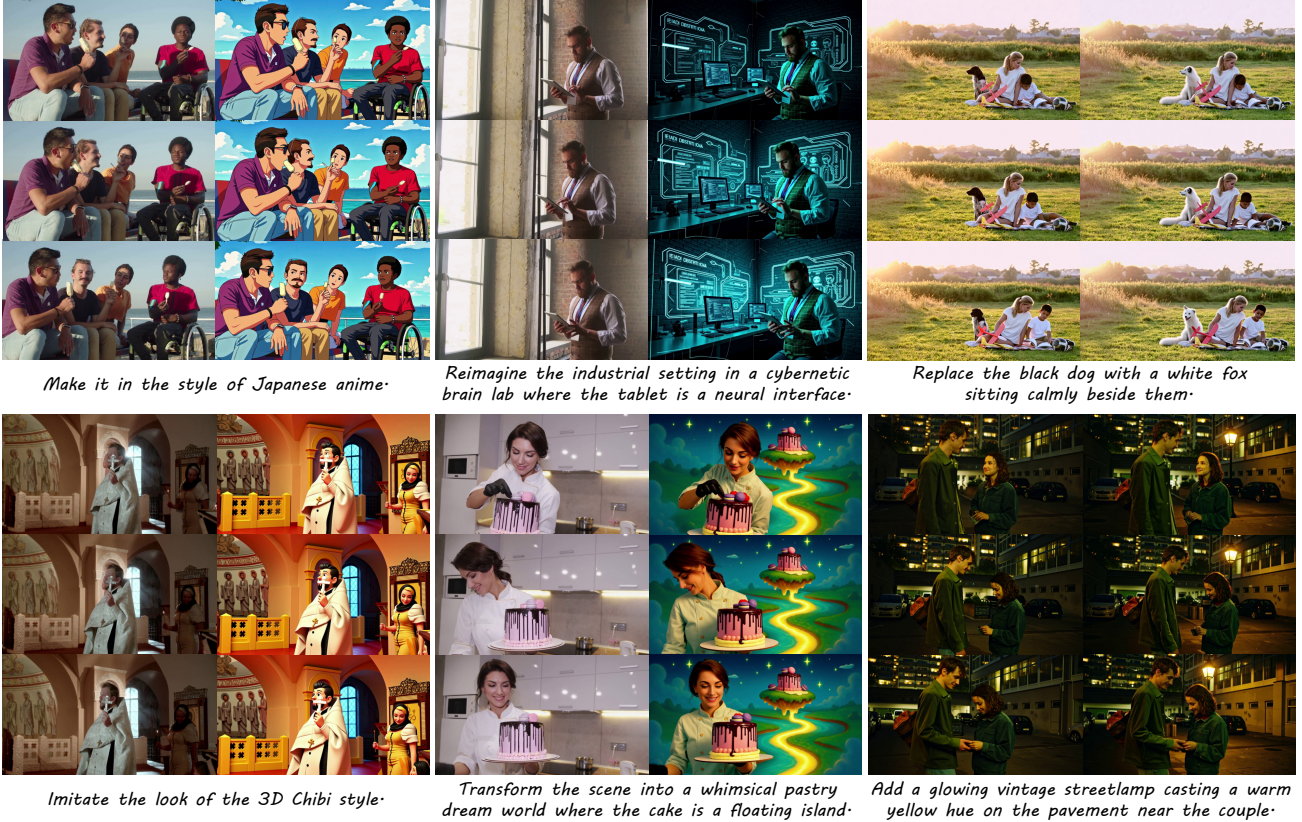 Make it in the style of Japanese anime.
Reimagine the industrial setting in a cybernetic
brain lab where the tablet is a neural interface.
Replace the black dog with a white fox
sitting calmly beside them.
Imitate the look of the 3D Chibi style.
Transform the scene into a whimsical pastry
dream world where the cake is a floating island.
Add a glowing vintage streetlamp casting a warm
yellow hue on the pavement near the couple.